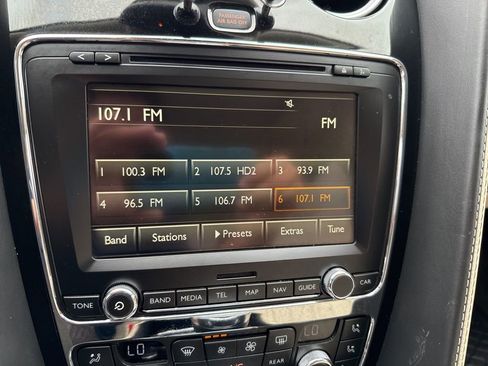 PASSENGER
AIR BAG OFF
107.1 FM
FM
1 100.3 FM 2 107.5 HD2 3 93.9 FM
4 96.5 FM 5 106.7 FM 6 107.1 FM
Band Stations Presets Extras Tune
TONE BAND MEDIA TEL MAP NAV GUIDE CAR
LO LO
REAR